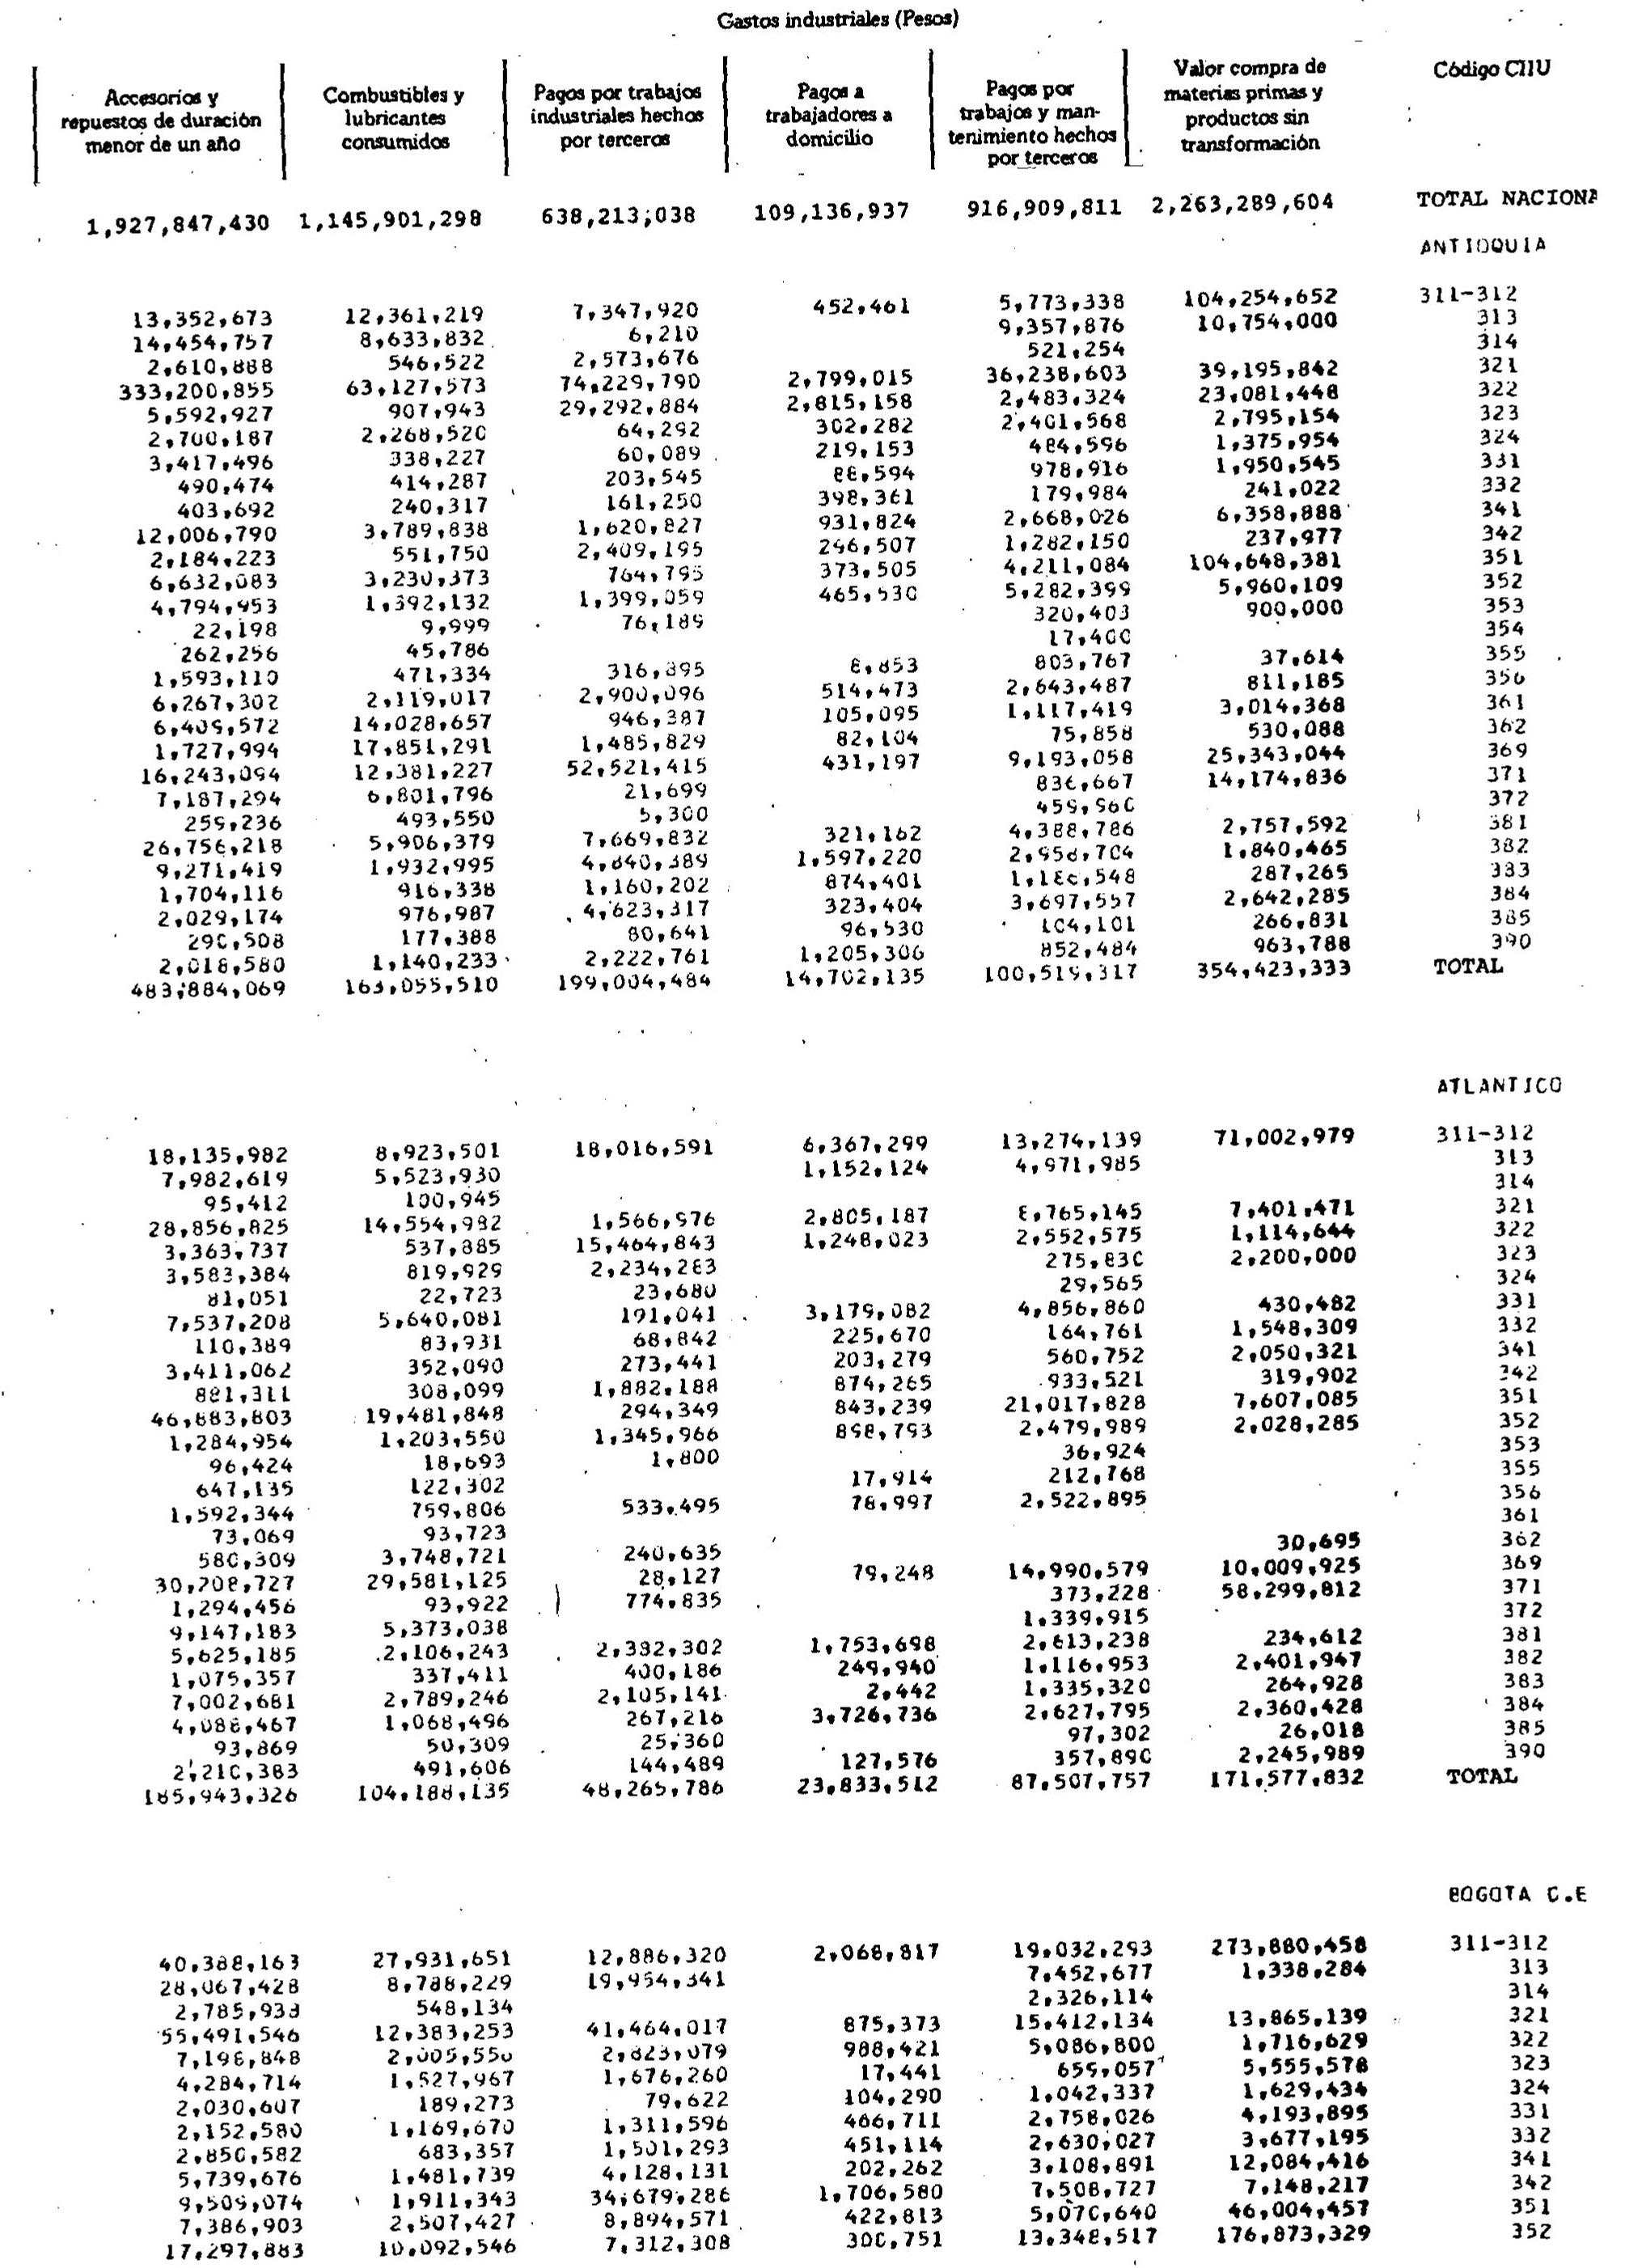 Gastos industriales (Pesos)
Accesorios y repuestos de duración menor de un año | Combustibles y lubricantes consumidos | Pagos por trabajos industriales hechos por terceros | Pagos a trabajadores a domicilio | Pagos por trabajos y mantenimiento hechos por terceros | Valor compra de materias primas y productos sin transformación | Código CIIU
1,927,847,430 1,145,901,298 638,213,038 109,136,937 916,909,811 2,263,289,604 TOTAL NACIONA
ANTIOQUIA
13,352,673 12,361,219 7,347,920 452,461 5,773,338 104,254,652 311-312
14,454,757 8,633,832 6,210 9,357,876 10,754,000 313
2,610,888 546,522 2,573,676 521,254 314
333,200,855 63,127,573 74,229,790 2,799,015 36,238,603 39,195,842 321
5,592,927 907,943 29,292,884 2,815,158 2,483,324 23,081,448 322
2,700,187 2,268,520 64,292 302,282 2,401,568 2,795,154 323
3,417,496 338,227 60,089 219,153 484,596 1,375,954 324
490,474 414,287 203,545 88,594 978,916 1,950,545 331
403,692 240,317 161,250 398,361 179,984 241,022 332
12,006,790 3,789,838 1,620,827 931,824 2,668,026 6,358,888 341
2,184,223 551,750 2,409,195 246,507 1,282,150 237,977 342
6,632,083 3,230,373 764,795 373,505 4,211,084 104,648,381 351
4,794,953 1,392,132 1,399,059 465,530 5,282,399 5,960,109 352
22,198 9,999 76,189 320,403 900,000 353
262,256 45,786 17,400 354
1,593,110 471,334 316,395 8,853 803,767 37,614 355
6,267,302 2,119,017 2,900,096 514,473 2,643,487 811,185 356
6,409,572 14,028,657 946,387 105,095 1,117,419 3,014,368 361
1,727,994 17,851,291 1,485,829 82,104 75,858 530,088 362
16,243,094 12,381,227 52,521,415 431,197 9,193,058 25,343,044 369
7,187,294 6,801,796 21,699 836,667 14,174,836 371
259,236 493,550 5,300 459,960 372
26,756,218 5,906,379 7,669,832 321,162 4,388,786 2,757,592 381
9,271,419 1,932,995 4,840,389 1,597,220 2,958,704 1,840,465 382
1,704,116 916,338 1,160,202 874,401 1,186,548 287,265 383
2,029,174 976,987 4,623,317 323,404 3,697,557 2,642,285 384
290,508 177,388 80,641 96,530 104,101 266,831 385
2,018,580 1,140,233 2,222,761 1,205,306 852,484 963,788 390
483,884,069 163,055,510 199,004,484 14,702,135 100,519,317 354,423,333 TOTAL
ATLANTICO
18,135,982 8,923,501 18,016,591 6,367,299 13,274,139 71,002,979 311-312
7,982,619 5,523,930 1,152,124 4,971,985 313
95,412 100,945 314
28,856,825 14,554,982 1,566,976 2,805,187 8,765,145 7,401,471 321
3,363,737 537,885 15,464,843 1,248,023 2,552,575 1,114,644 322
3,583,384 819,929 2,234,283 275,830 2,200,000 323
81,051 22,723 23,680 29,565 324
7,537,208 5,640,081 191,041 3,179,082 4,856,860 430,482 331
110,389 83,931 68,842 225,670 164,761 1,548,309 332
3,411,062 352,090 273,441 203,279 560,752 2,050,321 341
881,311 308,099 1,882,188 874,265 933,521 319,902 342
46,883,803 19,481,848 294,349 843,239 21,017,828 7,607,085 351
1,284,954 1,203,550 1,345,966 898,793 2,479,989 2,028,285 352
96,424 18,693 1,800 36,924 353
647,135 122,302 17,914 212,768 355
1,592,344 759,806 533,495 78,997 2,522,895 356
73,069 93,723 361
580,309 3,748,721 240,635 30,695 362
30,208,727 29,581,125 28,127 79,248 14,990,579 10,009,925 369
1,294,456 93,922 774,835 373,228 58,299,812 371
9,147,183 5,373,038 1,339,915 372
5,625,185 2,106,243 2,382,302 1,753,698 2,613,238 234,612 381
1,075,357 337,411 400,186 249,940 1,116,953 2,401,947 382
7,002,681 2,789,246 2,105,141 2,442 1,335,320 264,928 383
4,088,467 1,068,496 267,216 3,726,736 2,627,795 2,360,428 384
93,869 50,309 25,360 97,302 26,018 385
2,210,383 491,606 144,489 127,576 357,890 2,245,989 390
185,943,326 104,188,135 48,265,786 23,833,512 87,507,757 171,577,832 TOTAL
BOGOTA C.E
40,388,163 27,931,651 12,886,320 2,068,817 19,032,293 273,880,458 311-312
28,067,428 8,788,229 19,954,341 7,452,677 1,338,284 313
2,785,933 548,134 2,326,114 314
55,491,546 12,383,253 41,464,017 875,373 15,412,134 13,865,139 321
7,196,848 2,005,550 2,823,079 988,421 5,086,800 1,716,629 322
4,284,714 1,527,967 1,676,260 17,441 659,057 5,555,578 323
2,030,607 189,273 79,622 104,290 1,042,337 1,629,434 324
2,152,580 1,169,670 1,311,596 466,711 2,758,026 4,193,895 331
2,850,582 683,357 1,501,293 451,114 2,630,027 3,677,195 332
5,739,676 1,481,739 4,128,131 202,262 3,108,891 12,084,416 341
9,509,074 1,911,343 34,679,286 1,706,580 7,508,727 7,148,217 342
7,386,903 2,507,427 8,894,571 422,813 5,070,640 46,004,457 351
17,297,883 10,092,546 7,312,308 300,751 13,348,517 176,873,329 352